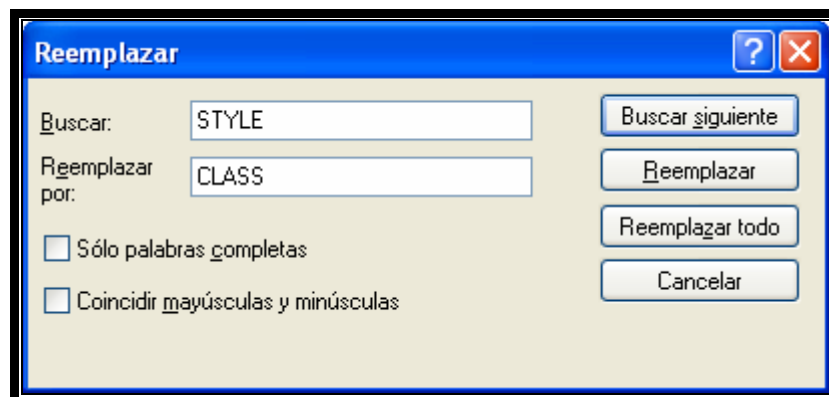 Reemplazar
?
Buscar: STYLE
Reemplazar por: CLASS
Sólo palabras completas
Coincidir mayúsculas y minúsculas
Buscar siguiente
Reemplazar
Reemplazar todo
Cancelar